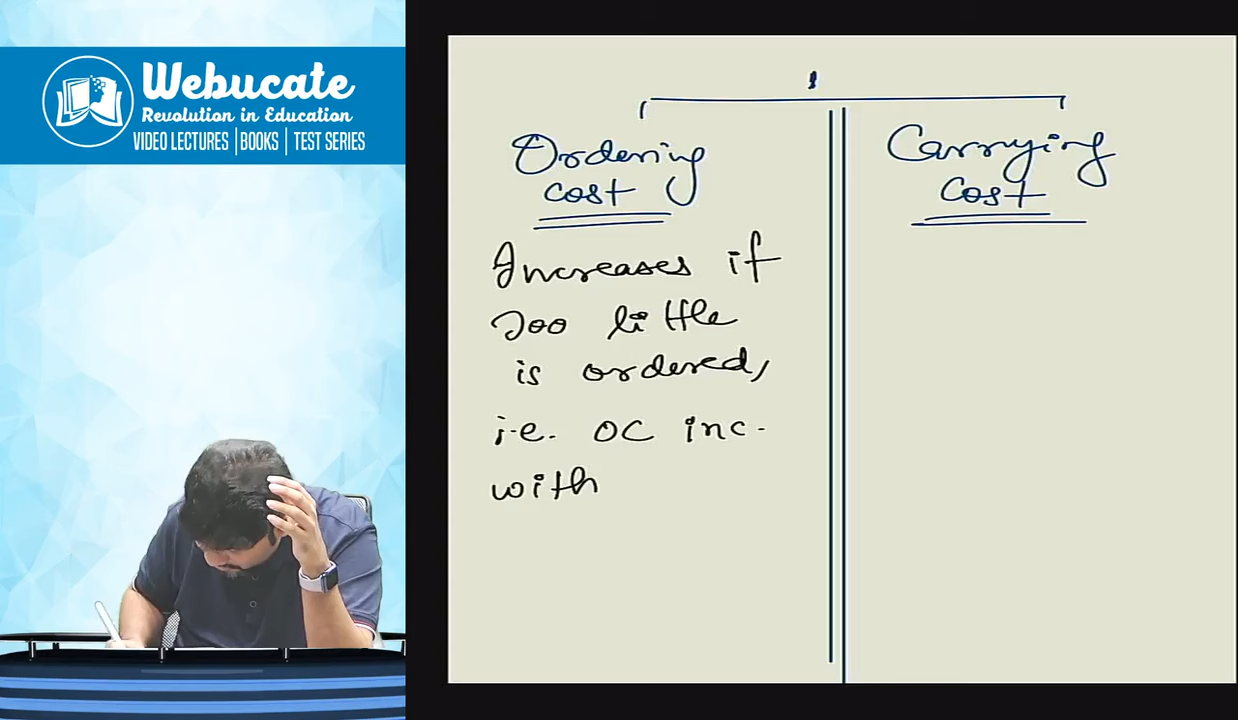 Webucate
Revolution in Education
VIDEO LECTURES | BOOKS | TEST SERIES
Ordering
cost
Increases if
too little
is ordered,
i.e. OC inc.
with
Carrying
cost